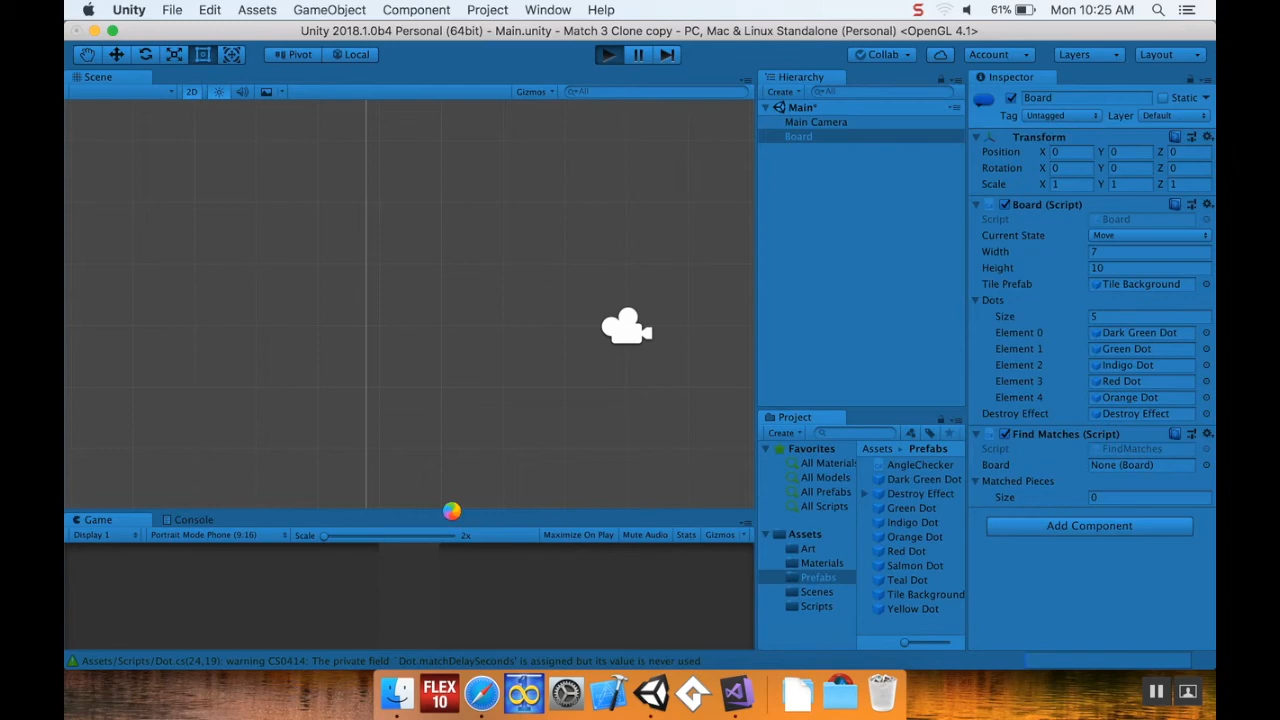 Unity File Edit Assets GameObject Component Project Window Help S 61% Mon 10:25 AM
Unity 2018.1.0b4 Personal (64bit) - Main.unity - Match 3 Clone copy - PC, Mac & Linux Standalone (Personal) <OpenGL 4.1>
Pivot Local Collab Account Layers Layout
Scene
2D Gizmos All
Hierarchy
Create All
Main*
Main Camera
Board
Inspector
Board Static
Tag Untagged Layer Default
Transform
Position X 0 Y 0 Z 0
Rotation X 0 Y 0 Z 0
Scale X 1 Y 1 Z 1
Board (Script)
Script Board
Current State Move
Width 7
Height 10
Tile Prefab Tile Background
Dots
Size 5
Element 0 Dark Green Dot
Element 1 Green Dot
Element 2 Indigo Dot
Element 3 Red Dot
Element 4 Orange Dot
Destroy Effect Destroy Effect
Find Matches (Script)
Script FindMatches
Board None (Board)
Matched Pieces
Size 0
Add Component
Project
Create
Favorites
All Materials
All Models
All Prefabs
All Scripts
Assets
Art
Materials
Prefabs
Scenes
Scripts
Assets Prefabs
AngleChecker
Dark Green Dot
Destroy Effect
Green Dot
Indigo Dot
Orange Dot
Red Dot
Salmon Dot
Teal Dot
Tile Background
Yellow Dot
Game Console
Display 1 Portrait Mode Phone (9:16) Scale 2x Maximize On Play Mute Audio Stats Gizmos
Assets/Scripts/Dot.cs(24,19): warning CS0414: The private field `Dot.matchDelaySeconds' is assigned but its value is never used
FLEX
10